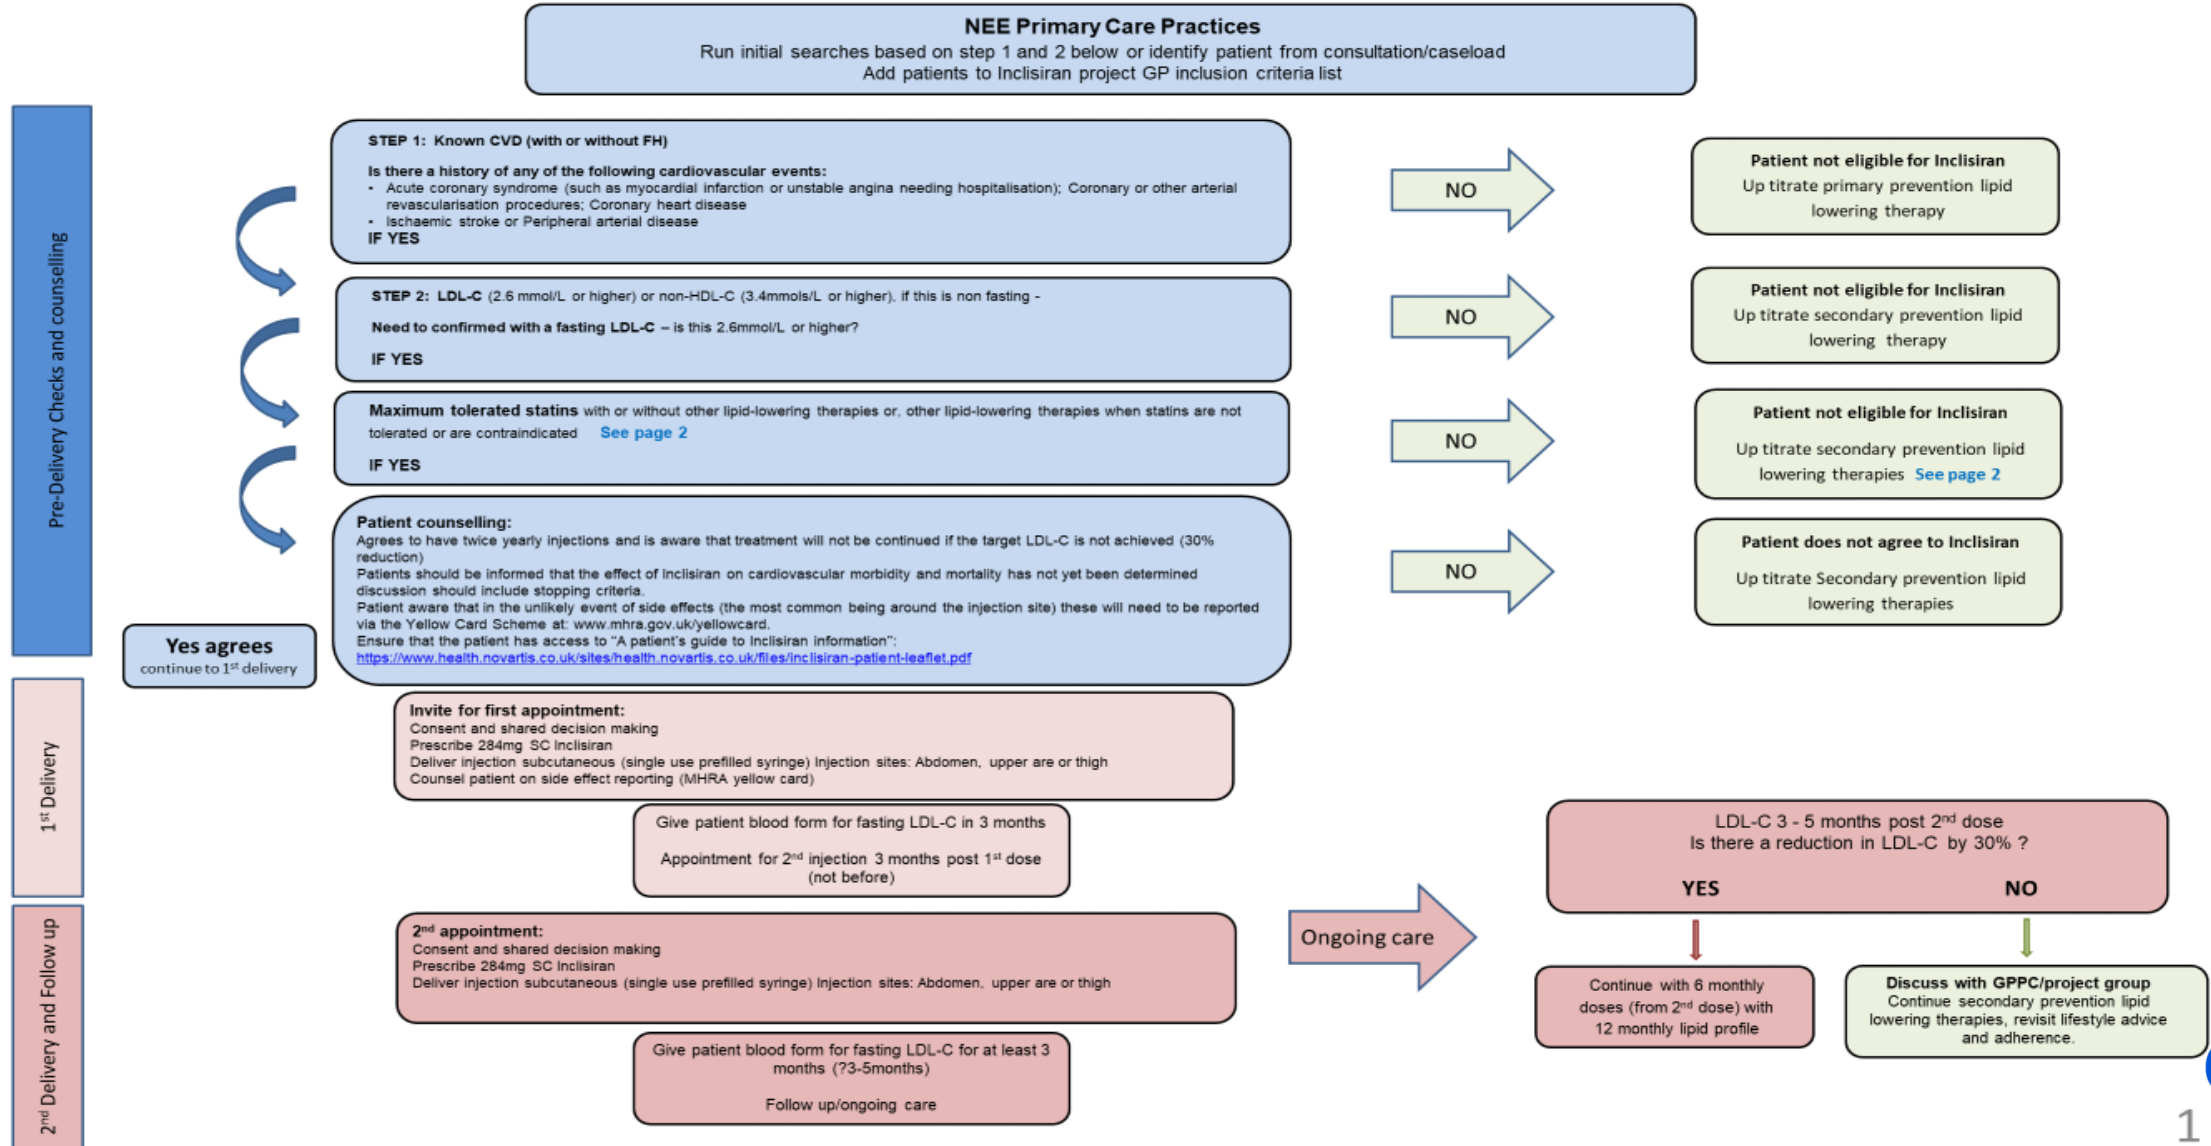 NEE Primary Care Practices
Run initial searches based on step 1 and 2 below or identify patient from consultation/caseload
Add patients to Inclisiran project GP inclusion criteria list
Pre-Delivery Checks and counselling
STEP 1: Known CVD (with or without FH)
Is there a history of any of the following cardiovascular events:
• Acute coronary syndrome (such as myocardial infarction or unstable angina needing hospitalisation); Coronary or other arterial
revascularisation procedures; Coronary heart disease
• Ischaemic stroke or Peripheral arterial disease
IF YES
NO
Patient not eligible for Inclisiran
Up titrate primary prevention lipid
lowering therapy
STEP 2: LDL-C (2.6 mmol/L or higher) or non-HDL-C (3.4mmols/L or higher), if this is non fasting -
Need to confirmed with a fasting LDL-C – is this 2.6mmol/L or higher?
IF YES
NO
Patient not eligible for Inclisiran
Up titrate secondary prevention lipid
lowering therapy
Maximum tolerated statins with or without other lipid-lowering therapies or, other lipid-lowering therapies when statins are not
tolerated or are contraindicated See page 2
IF YES
NO
Patient not eligible for Inclisiran
Up titrate secondary prevention lipid
lowering therapies See page 2
Patient counselling:
Agrees to have twice yearly injections and is aware that treatment will not be continued if the target LDL-C is not achieved (30%
reduction)
Patients should be informed that the effect of Inclisiran on cardiovascular morbidity and mortality has not yet been determined
discussion should include stopping criteria.
Patient aware that in the unlikely event of side effects (the most common being around the injection site) these will need to be reported
via the Yellow Card Scheme at: www.mhra.gov.uk/yellowcard.
Ensure that the patient has access to "A patient's guide to Inclisiran information":
https://www.health.novartis.co.uk/sites/health.novartis.co.uk/files/inclisiran-patient-leaflet.pdf
NO
Patient does not agree to Inclisiran
Up titrate Secondary prevention lipid
lowering therapies
Yes agrees
continue to 1st delivery
1st Delivery
Invite for first appointment:
Consent and shared decision making
Prescribe 284mg SC Inclisiran
Deliver injection subcutaneous (single use prefilled syringe) Injection sites: Abdomen, upper are or thigh
Counsel patient on side effect reporting (MHRA yellow card)
Give patient blood form for fasting LDL-C in 3 months
Appointment for 2nd injection 3 months post 1st dose
(not before)
2nd Delivery and Follow up
2nd appointment:
Consent and shared decision making
Prescribe 284mg SC Inclisiran
Deliver injection subcutaneous (single use prefilled syringe) Injection sites: Abdomen, upper are or thigh
Give patient blood form for fasting LDL-C for at least 3
months (?3-5months)
Follow up/ongoing care
Ongoing care
LDL-C 3 - 5 months post 2nd dose
Is there a reduction in LDL-C by 30% ?
YES
NO
Continue with 6 monthly
doses (from 2nd dose) with
12 monthly lipid profile
Discuss with GPPC/project group
Continue secondary prevention lipid
lowering therapies, revisit lifestyle advice
and adherence.
1